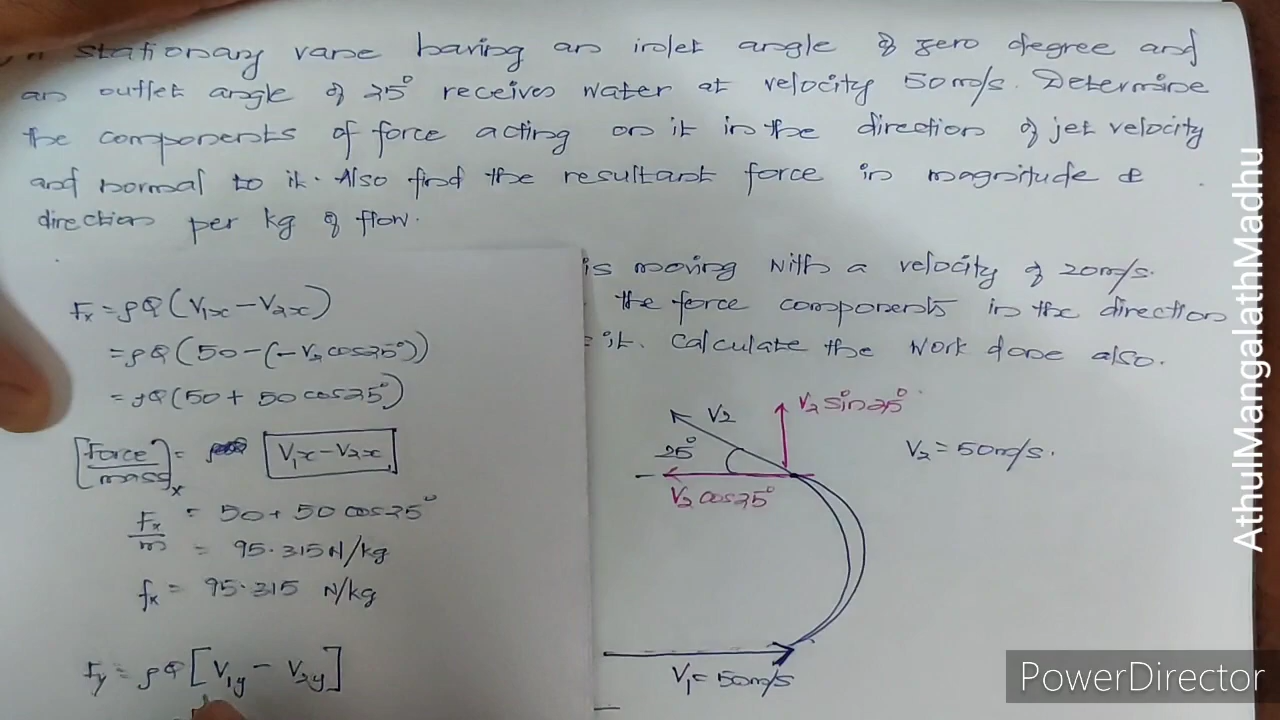 stationary vane having an inlet angle of zero degree and
an outlet angle of 25° receives water at velocity 50m/s. Determine
the components of force acting on it in the direction of jet velocity
and normal to it. Also find the resultant force in magnitude &
direction per kg of flow.
is moving with a velocity of 20m/s.
the force components in the direction
it. Calculate the work done also.
Fx = ρQ(V1x - V2x)
= ρQ(50-(-V2 cos25°))
= ρQ(50 + 50 cos25°)
[Force/mass]x = V1x - V2x
Fx/m = 50 + 50 cos25°
= 95.315 N/kg
fx = 95.315 N/kg
Fy = ρQ[V1y - V2y]
V2
V2 sin25°
25°
V2 cos25°
V2 = 50m/s.
V1 = 50m/s
AthulMangalathMadhu
PowerDirector